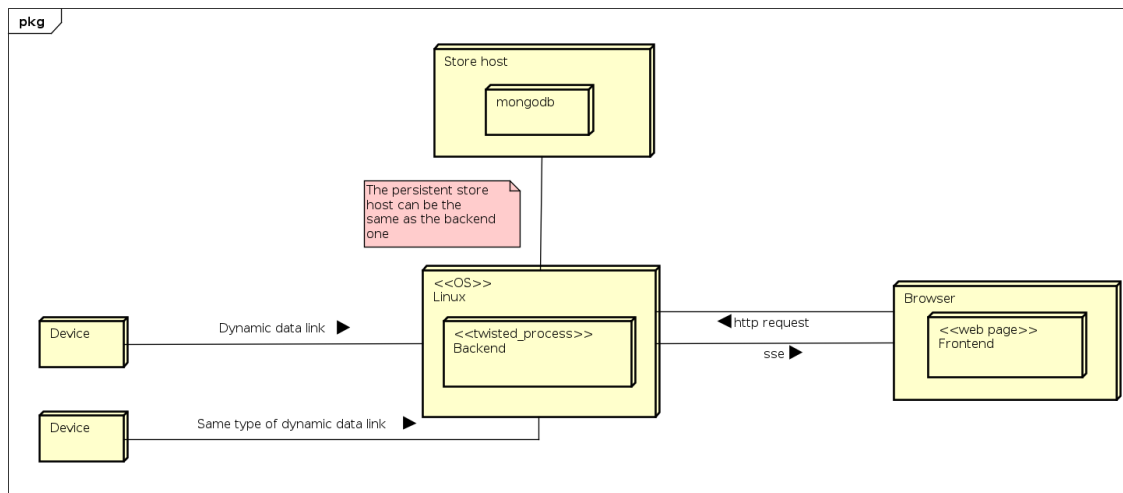 pkg
Store host
mongodb
The persistent store
host can be the
same as the backend
one
<<OS>>
Linux
<<twisted_process>>
Backend
Browser
<<web page>>
Frontend
http request
sse
Device
Dynamic data link
Device
Same type of dynamic data link